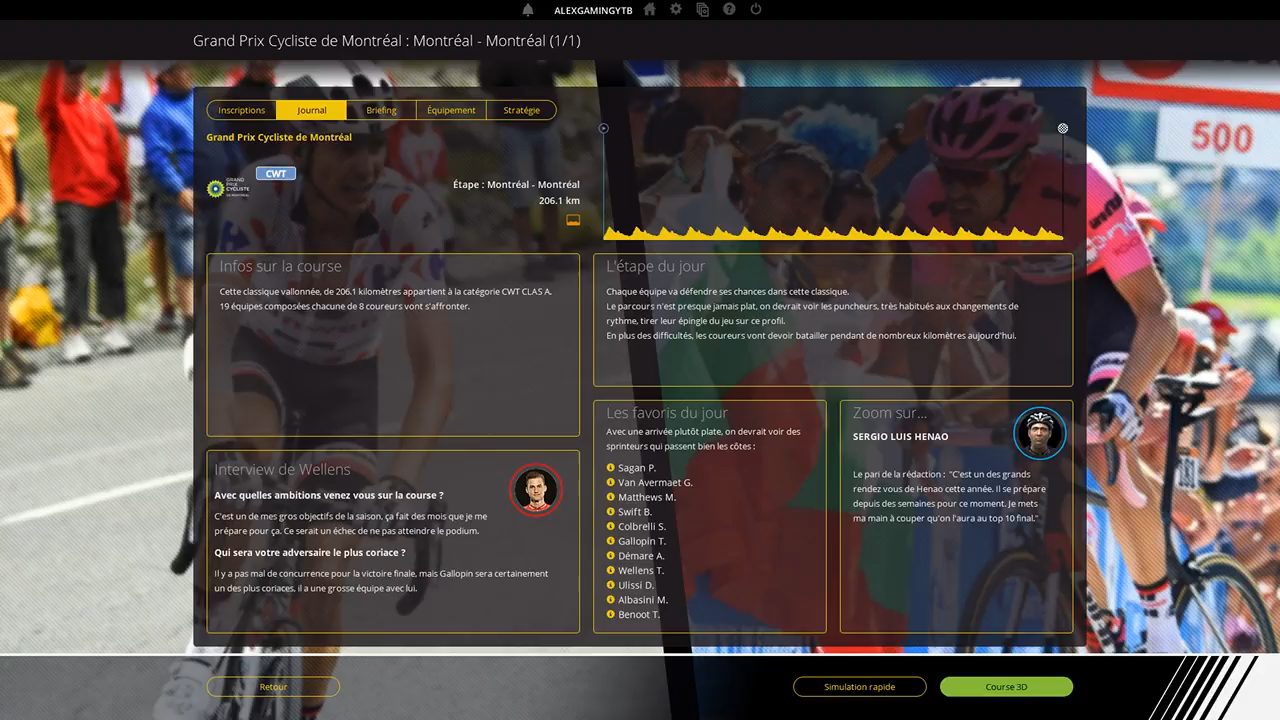 ALEXGAMINGYTB
Grand Prix Cycliste de Montréal : Montréal - Montréal (1/1)
Inscriptions
Journal
Briefing
Équipement
Stratégie
Grand Prix Cycliste de Montréal
GRAND
PRIX
CYCLISTE
DE MONTRÉAL
CWT
Étape : Montréal - Montréal
206.1 km
500
Infos sur la course
Cette classique vallonnée, de 206.1 kilomètres appartient à la catégorie CWT CLAS A.
19 équipes composées chacune de 8 coureurs vont s'affronter.
L'étape du jour
Chaque équipe va défendre ses chances dans cette classique.
Le parcours n'est presque jamais plat, on devrait voir les puncheurs, très habitués aux changements de
rythme, tirer leur épingle du jeu sur ce profil.
En plus des difficultés, les coureurs vont devoir batailler pendant de nombreux kilomètres aujourd'hui.
Interview de Wellens
Avec quelles ambitions venez vous sur la course ?
C'est un de mes gros objectifs de la saison, ça fait des mois que je me
prépare pour ça. Ce serait un échec de ne pas atteindre le podium.
Qui sera votre adversaire le plus coriace ?
Il y a pas mal de concurrence pour la victoire finale, mais Gallopin sera certainement
un des plus coriaces, il a une grosse équipe avec lui.
Les favoris du jour
Avec une arrivée plutôt plate, on devrait voir des
sprinteurs qui passent bien les côtes :
Sagan P.
Van Avermaet G.
Matthews M.
Swift B.
Colbrelli S.
Gallopin T.
Démare A.
Wellens T.
Ulissi D.
Albasini M.
Benoot T.
Zoom sur...
SERGIO LUIS HENAO
Le pari de la rédaction : "C'est un des grands
rendez vous de Henao cette année. Il se prépare
depuis des semaines pour ce moment. Je mets
ma main à couper qu'on l'aura au top 10 final."
Retour
Simulation rapide
Course 3D